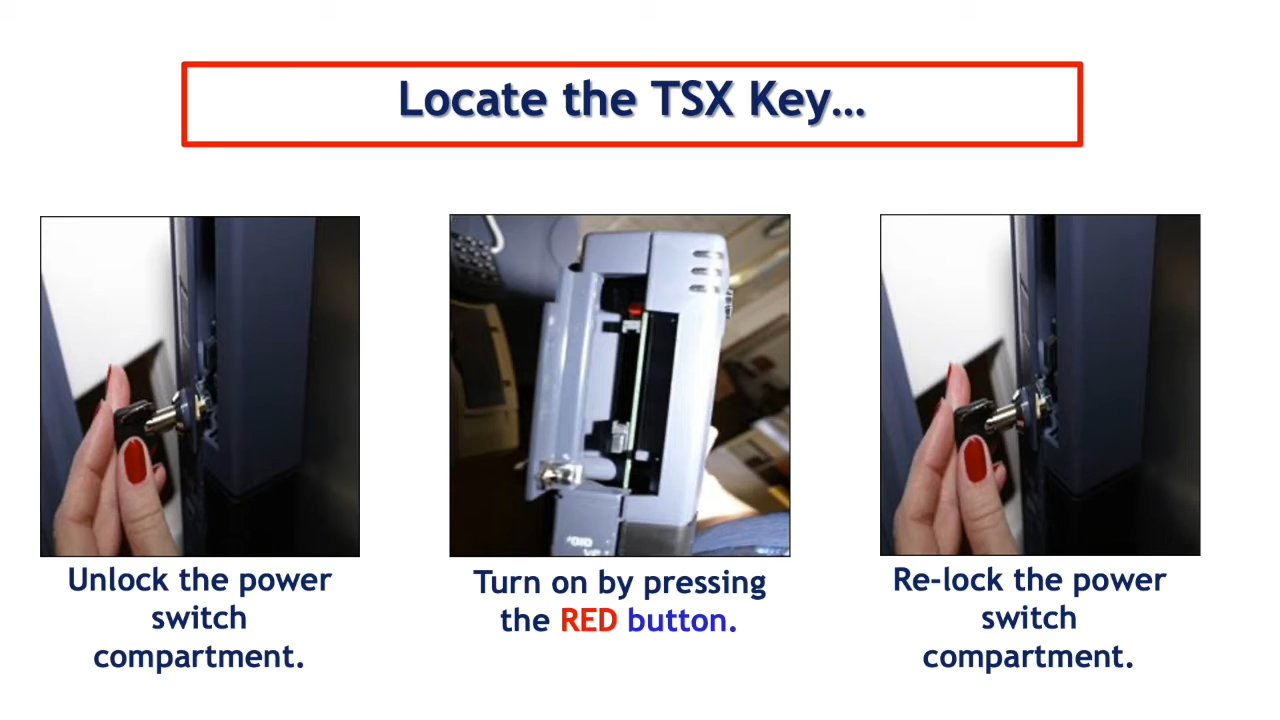 Locate the TSX Key…
Unlock the power
switch
compartment.
Turn on by pressing
the RED button.
Re-lock the power
switch
compartment.